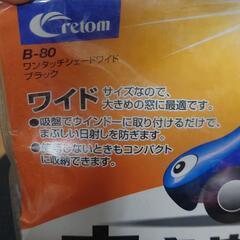 Cretom
B-80
ワンタッチシェードワイド
ブラック
ワイド サイズなので、
大きめの窓に最適です。
●吸盤でウインドーに取り付けるだけで、
まぶしい日射しを防ぎます。
●使用しないときもコンパクト
に収納できます。